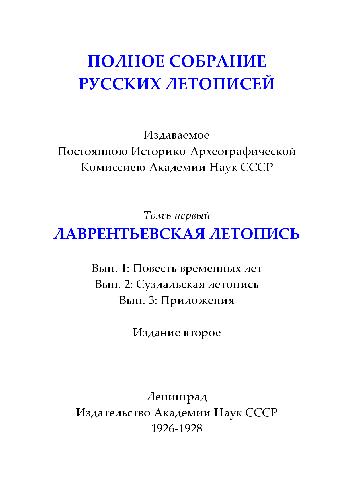 ПОЛНОЕ СОБРАНИЕ
РУССКИХ ЛЕТОПИСЕЙ
Издаваемое
Постоянною Историко-Археографической
Комиссиею Академии Наук СССР
Томъ первый
ЛАВРЕНТЬЕВСКАЯ ЛЕТОПИСЬ
Вып. 1: Повесть временных лет
Вып. 2: Суздальская летопись
Вып. 3: Приложения
Издание второе
Ленинград
Издательство Академии Наук СССР
1926-1928